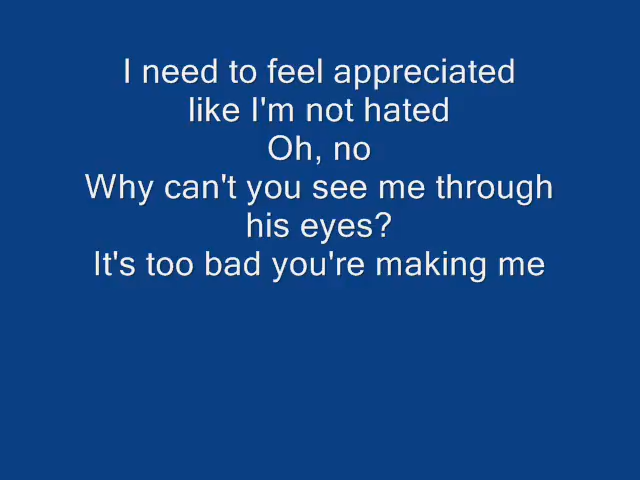 I need to feel appreciated
like I'm not hated
Oh, no
Why can't you see me through
his eyes?
It's too bad you're making me